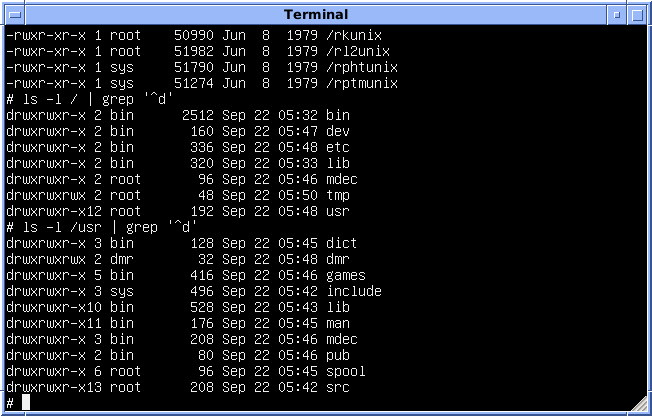 Terminal
-rwxr-xr-x 1 root    50990 Jun  8  1979 /rkunix
-rwxr-xr-x 1 root    51982 Jun  8  1979 /rl2unix
-rwxr-xr-x 1 sys     51790 Jun  8  1979 /rphtunix
-rwxr-xr-x 1 sys     51274 Jun  8  1979 /rptmunix
# ls -l / | grep '^d'
drwxrwxr-x 2 bin      2512 Sep 22 05:32 bin
drwxrwxr-x 2 bin       160 Sep 22 05:47 dev
drwxrwxr-x 2 bin       336 Sep 22 05:48 etc
drwxrwxr-x 2 bin       320 Sep 22 05:33 lib
drwxrwxr-x 2 root       96 Sep 22 05:46 mdec
drwxrwxrwx 2 root       48 Sep 22 05:50 tmp
drwxrwxr-x12 root      192 Sep 22 05:48 usr
# ls -l /usr | grep '^d'
drwxrwxr-x 3 bin       128 Sep 22 05:45 dict
drwxrwxrwx 2 dmr        32 Sep 22 05:48 dmr
drwxrwxr-x 5 bin       416 Sep 22 05:46 games
drwxrwxr-x 3 sys       496 Sep 22 05:42 include
drwxrwxr-x10 bin       528 Sep 22 05:43 lib
drwxrwxr-x11 bin       176 Sep 22 05:45 man
drwxrwxr-x 3 bin       208 Sep 22 05:46 mdec
drwxrwxr-x 2 bin        80 Sep 22 05:46 pub
drwxrwxr-x 6 root       96 Sep 22 05:45 spool
drwxrwxr-x13 root      208 Sep 22 05:42 src
#